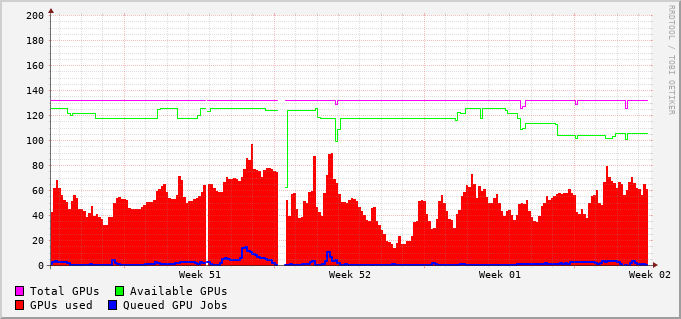 200
180
160
140
120
100
80
60
40
20
0
Week 51 Week 52 Week 01 Week 02
Total GPUs Available GPUs
GPUs used Queued GPU Jobs
RRDTOOL / TOBI OETIKER